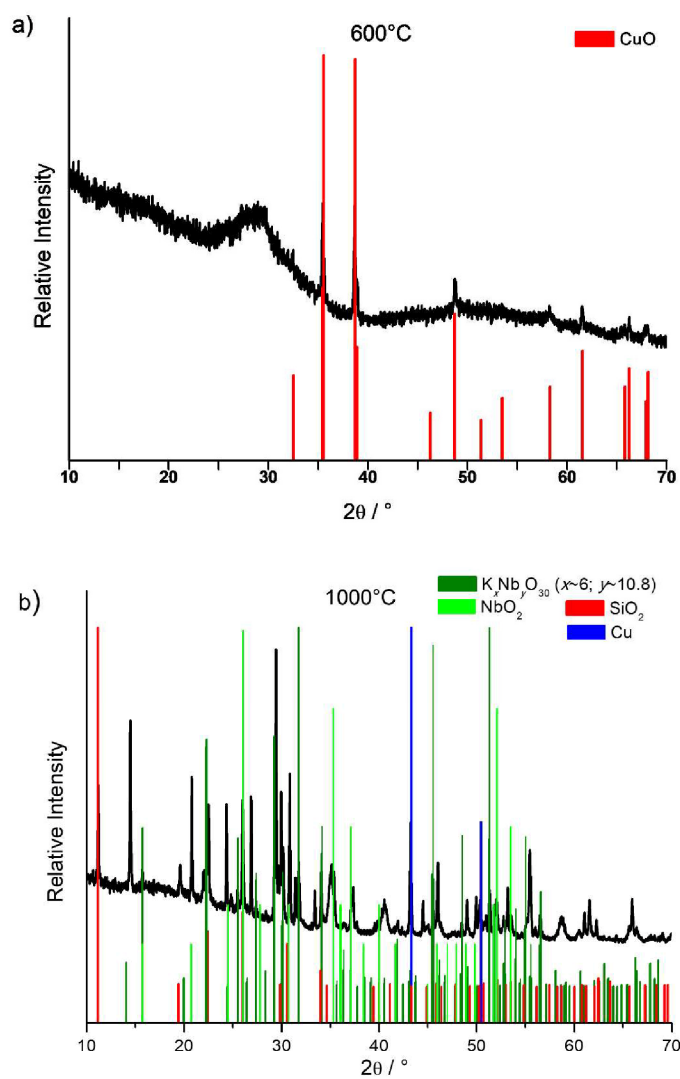 a)
600°C
CuO
Relative Intensity
10 20 30 40 50 60 70
2θ / °
b)
1000°C
KxNbyO30 (x~6; y~10.8)
NbO2
SiO2
Cu
Relative Intensity
10 20 30 40 50 60 70
2θ / °